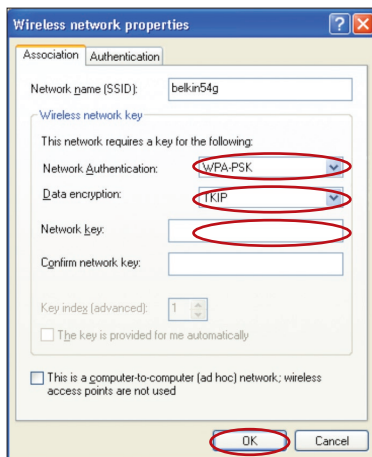 Wireless network properties
Association Authentication
Network name (SSID): belkin54g
Wireless network key
This network requires a key for the following:
Network Authentication: WPA-PSK
Data encryption: TKIP
Network key:
Confirm network key:
Key index (advanced): 1
The key is provided for me automatically
This is a computer-to-computer (ad hoc) network; wireless
access points are not used
OK Cancel